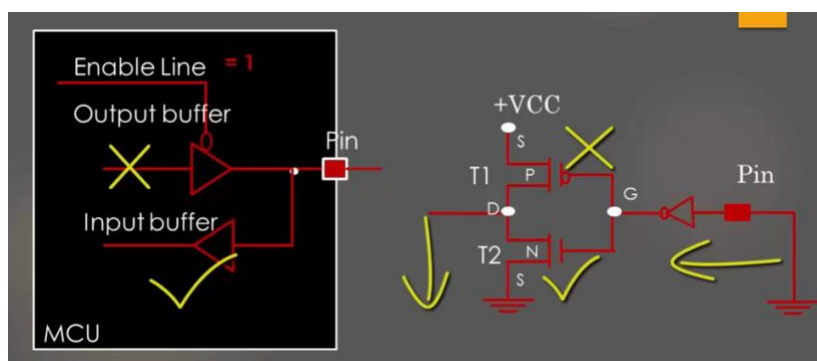 Enable Line = 1
Output buffer
Pin
Input buffer
MCU
+VCC
S
T1
P
G
Pin
D
T2
N
S